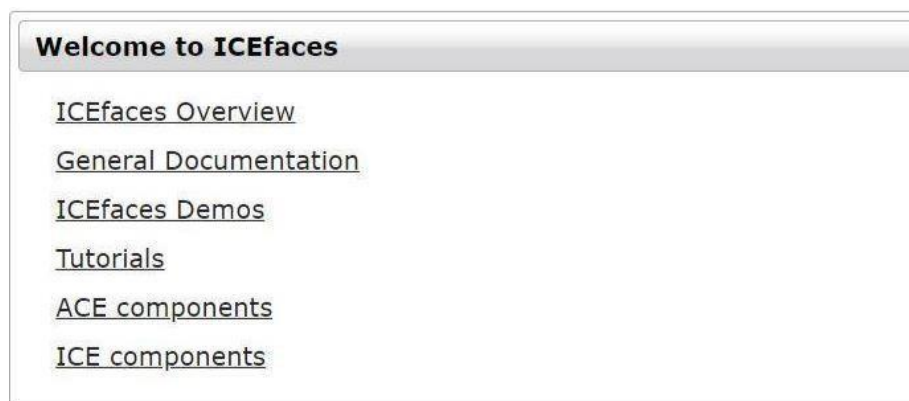 Welcome to ICEfaces
ICEfaces Overview
General Documentation
ICEfaces Demos
Tutorials
ACE components
ICE components